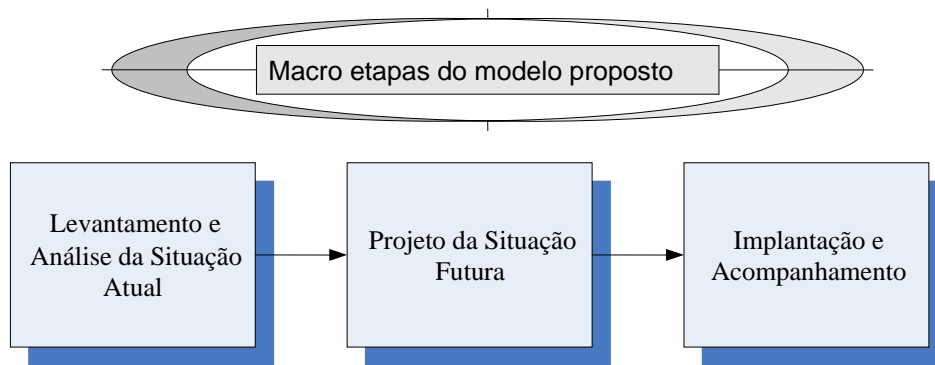 Macro etapas do modelo proposto
Levantamento e
Análise da Situação
Atual
Projeto da Situação
Futura
Implantação e
Acompanhamento